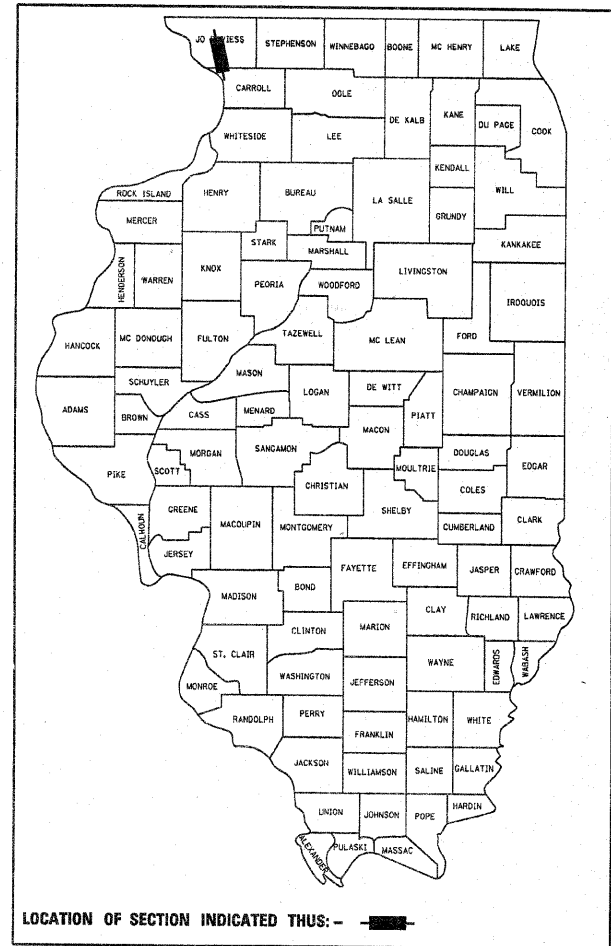 JO DAVIESS STEPHENSON WINNEBAGO BOONE MC HENRY LAKE
CARROLL OGLE DE KALB KANE DU PAGE COOK
WHITESIDE LEE KENDALL WILL
ROCK ISLAND HENRY BUREAU LA SALLE GRUNDY
MERCER PUTNAM KANKAKEE
STARK MARSHALL LIVINGSTON
HENDERSON WARREN KNOX PEORIA WOODFORD IROQUOIS
HANCOCK MC DONOUGH FULTON TAZEWELL MC LEAN FORD
SCHUYLER MASON DE WITT CHAMPAIGN VERMILION
ADAMS BROWN CASS MENARD LOGAN MACON PIATT
PIKE SCOTT MORGAN SANGAMON MOULTRIE DOUGLAS EDGAR
CHRISTIAN COLES
CALHOUN GREENE MACOUPIN MONTGOMERY SHELBY CUMBERLAND CLARK
JERSEY
MADISON BOND FAYETTE EFFINGHAM JASPER CRAWFORD
CLINTON MARION CLAY RICHLAND LAWRENCE
ST. CLAIR WASHINGTON JEFFERSON WAYNE EDWARDS WABASH
MONROE
RANDOLPH PERRY FRANKLIN HAMILTON WHITE
JACKSON WILLIAMSON SALINE GALLATIN
UNION JOHNSON POPE HARDIN
ALEXANDER PULASKI MASSAC
LOCATION OF SECTION INDICATED THUS: -